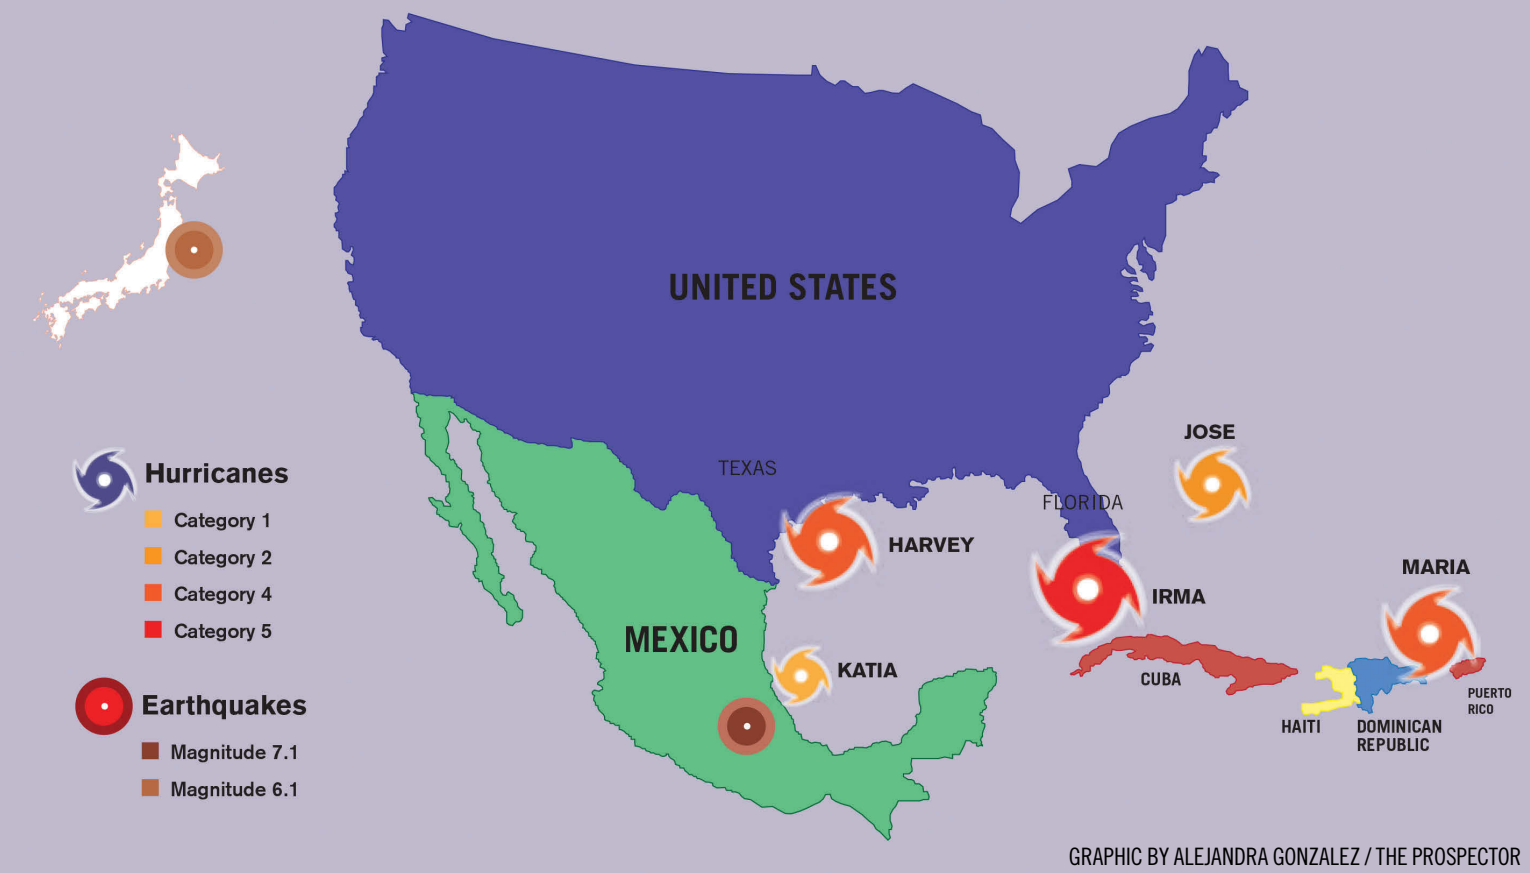 UNITED STATES
TEXAS
FLORIDA
JOSE
HARVEY
IRMA
MARIA
MEXICO
KATIA
CUBA
HAITI
DOMINICAN
REPUBLIC
PUERTO
RICO
Hurricanes
Category 1
Category 2
Category 4
Category 5
Earthquakes
Magnitude 7.1
Magnitude 6.1
GRAPHIC BY ALEJANDRA GONZALEZ / THE PROSPECTOR